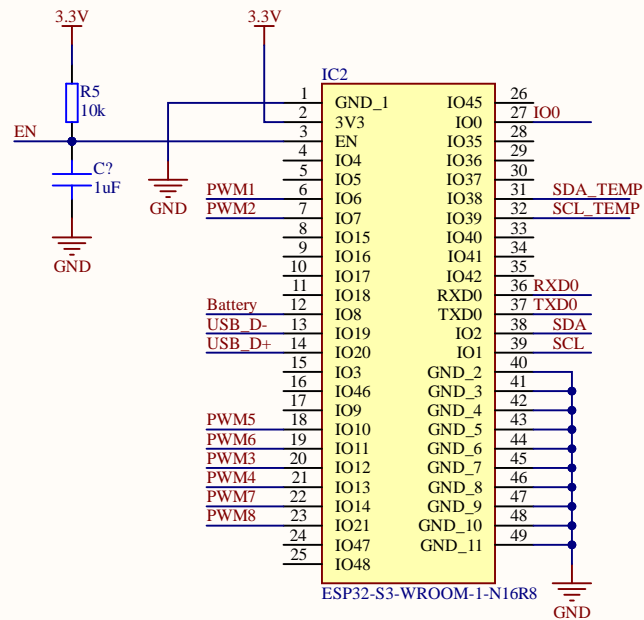 3.3V
3.3V
R5
10k
EN
C?
1uF
GND
GND
IC2
1 GND_1
2 3V3
3 EN
4 IO4
5 IO5
PWM1 6 IO6
PWM2 7 IO7
8 IO15
9 IO16
10 IO17
11 IO18
Battery 12 IO8
USB_D- 13 IO19
USB_D+ 14 IO20
15 IO3
16 IO46
17 IO9
PWM5 18 IO10
PWM6 19 IO11
PWM3 20 IO12
PWM4 21 IO13
PWM7 22 IO14
PWM8 23 IO21
24 IO47
25 IO48
IO45 26
IO0 27 IO0
IO35 28
IO36 29
IO37 30
IO38 31 SDA_TEMP
IO39 32 SCL_TEMP
IO40 33
IO41 34
IO42 35
RXD0 36 RXD0
TXD0 37 TXD0
IO2 38 SDA
IO1 39 SCL
GND_2 40
GND_3 41
GND_4 42
GND_5 43
GND_6 44
GND_7 45
GND_8 46
GND_9 47
GND_10 48
GND_11 49
ESP32-S3-WROOM-1-N16R8
GND